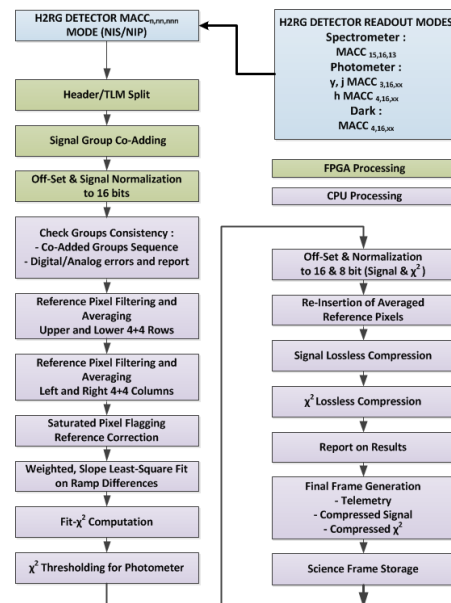 H2RG DETECTOR MACCn,nn,nnn
MODE (NIS/NIP)
Header/TLM Split
Signal Group Co-Adding
Off-Set & Signal Normalization
to 16 bits
Check Groups Consistency :
- Co-Added Groups Sequence
- Digital/Analog errors and report
Reference Pixel Filtering and
Averaging
Upper and Lower 4+4 Rows
Reference Pixel Filtering and
Averaging
Left and Right 4+4 Columns
Saturated Pixel Flagging
Reference Correction
Weighted, Slope Least-Square Fit
on Ramp Differences
Fit-χ² Computation
χ² Thresholding for Photometer
H2RG DETECTOR READOUT MODES
Spectrometer :
MACC 15,16,13
Photometer :
y, j MACC 3,16,xx
h MACC 4,16,xx
Dark :
MACC 4,16,xx
FPGA Processing
CPU Processing
Off-Set & Normalization
to 16 & 8 bit (Signal & χ²)
Re-Insertion of Averaged
Reference Pixels
Signal Lossless Compression
χ² Lossless Compression
Report on Results
Final Frame Generation
- Telemetry
- Compressed Signal
- Compressed χ²
Science Frame Storage